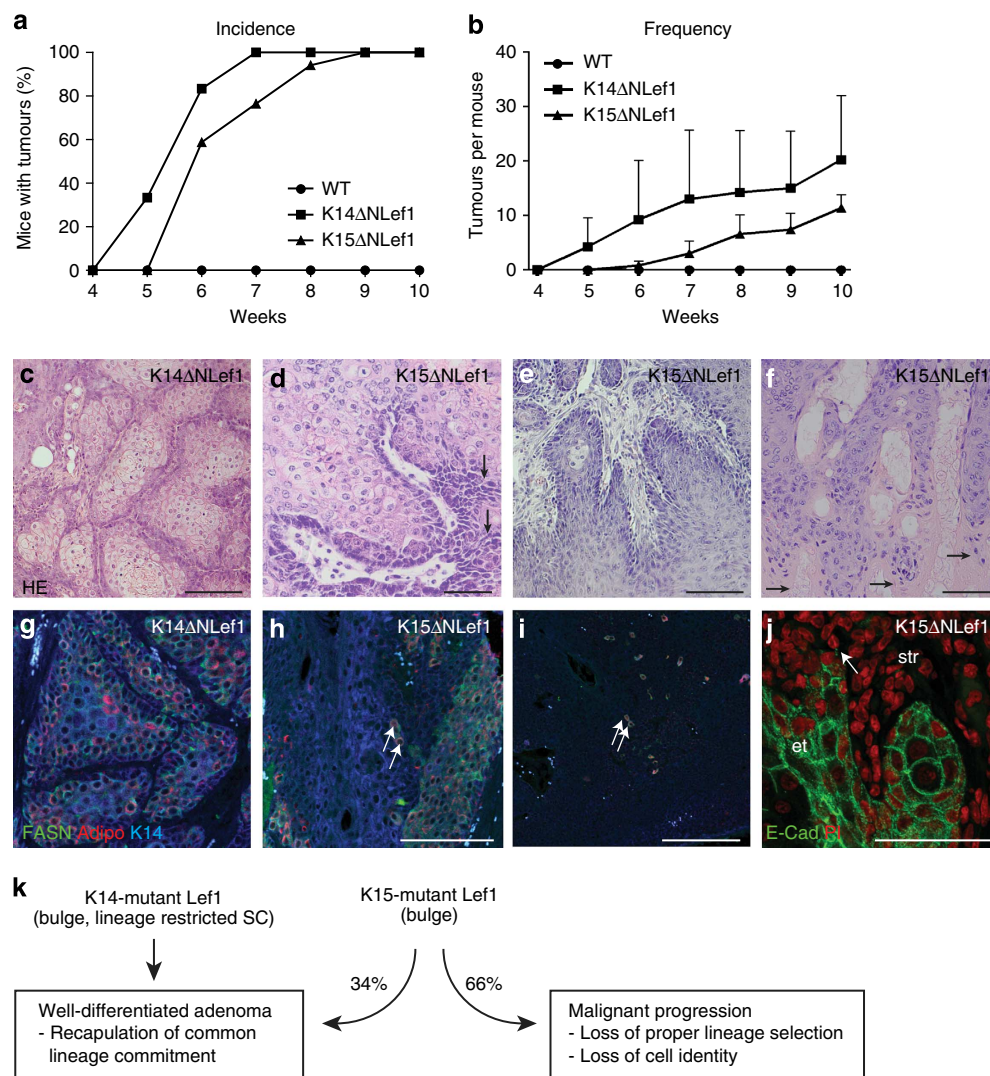 a
Incidence
Mice with tumours (%)
100
80
60
40
20
0
4 5 6 7 8 9 10
Weeks
WT
K14ΔNLef1
K15ΔNLef1
b
Frequency
Tumours per mouse
40
30
20
10
0
4 5 6 7 8 9 10
Weeks
WT
K14ΔNLef1
K15ΔNLef1
c K14ΔNLef1
HE
d K15ΔNLef1
e K15ΔNLef1
f K15ΔNLef1
g K14ΔNLef1
FASN Adipo K14
h K15ΔNLef1
i
j K15ΔNLef1
str
et
E-Cad PI
k
K14-mutant Lef1
(bulge, lineage restricted SC)
K15-mutant Lef1
(bulge)
34%
66%
Well-differentiated adenoma
- Recapulation of common
lineage commitment
Malignant progression
- Loss of proper lineage selection
- Loss of cell identity